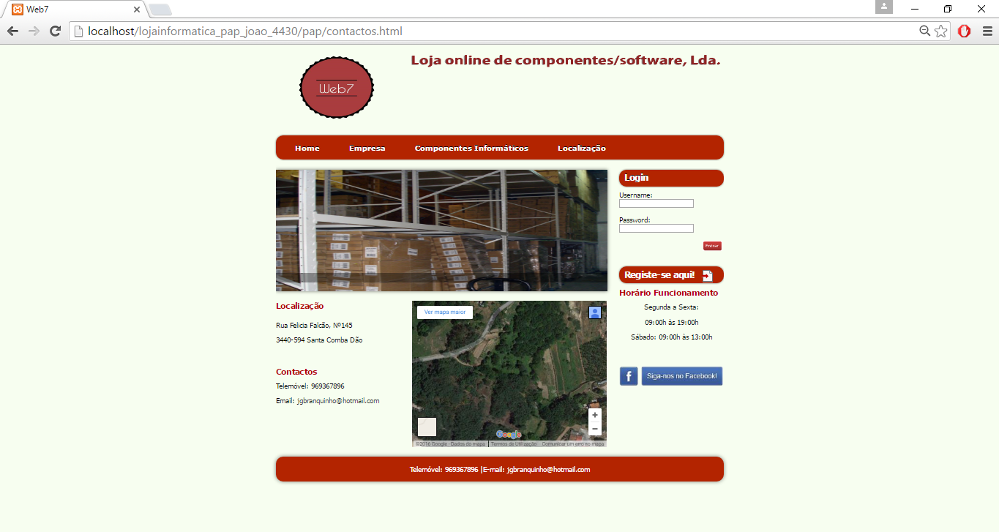 Web7
localhost/lojainformatica_pap_joao_4430/pap/contactos.html
Web7
Loja online de componentes/software, Lda.
Home Empresa Componentes Informáticos Localização
Login
Username:
Password:
Entrar
Registe-se aqui!
Horário Funcionamento
Segunda a Sexta:
09:00h às 19:00h
Sábado: 09:00h às 13:00h
f Siga-nos no Facebook!
Localização
Rua Felicia Falcão, Nº145
3440-594 Santa Comba Dão
Contactos
Telemóvel: 969367896
Email: jgbranquinho@hotmail.com
Ver mapa maior
+
−
Google
©2016 Google - Dados do mapa Termos de Utilização Comunicar um erro no mapa
Telemóvel: 969367896 |E-mail: jgbranquinho@hotmail.com